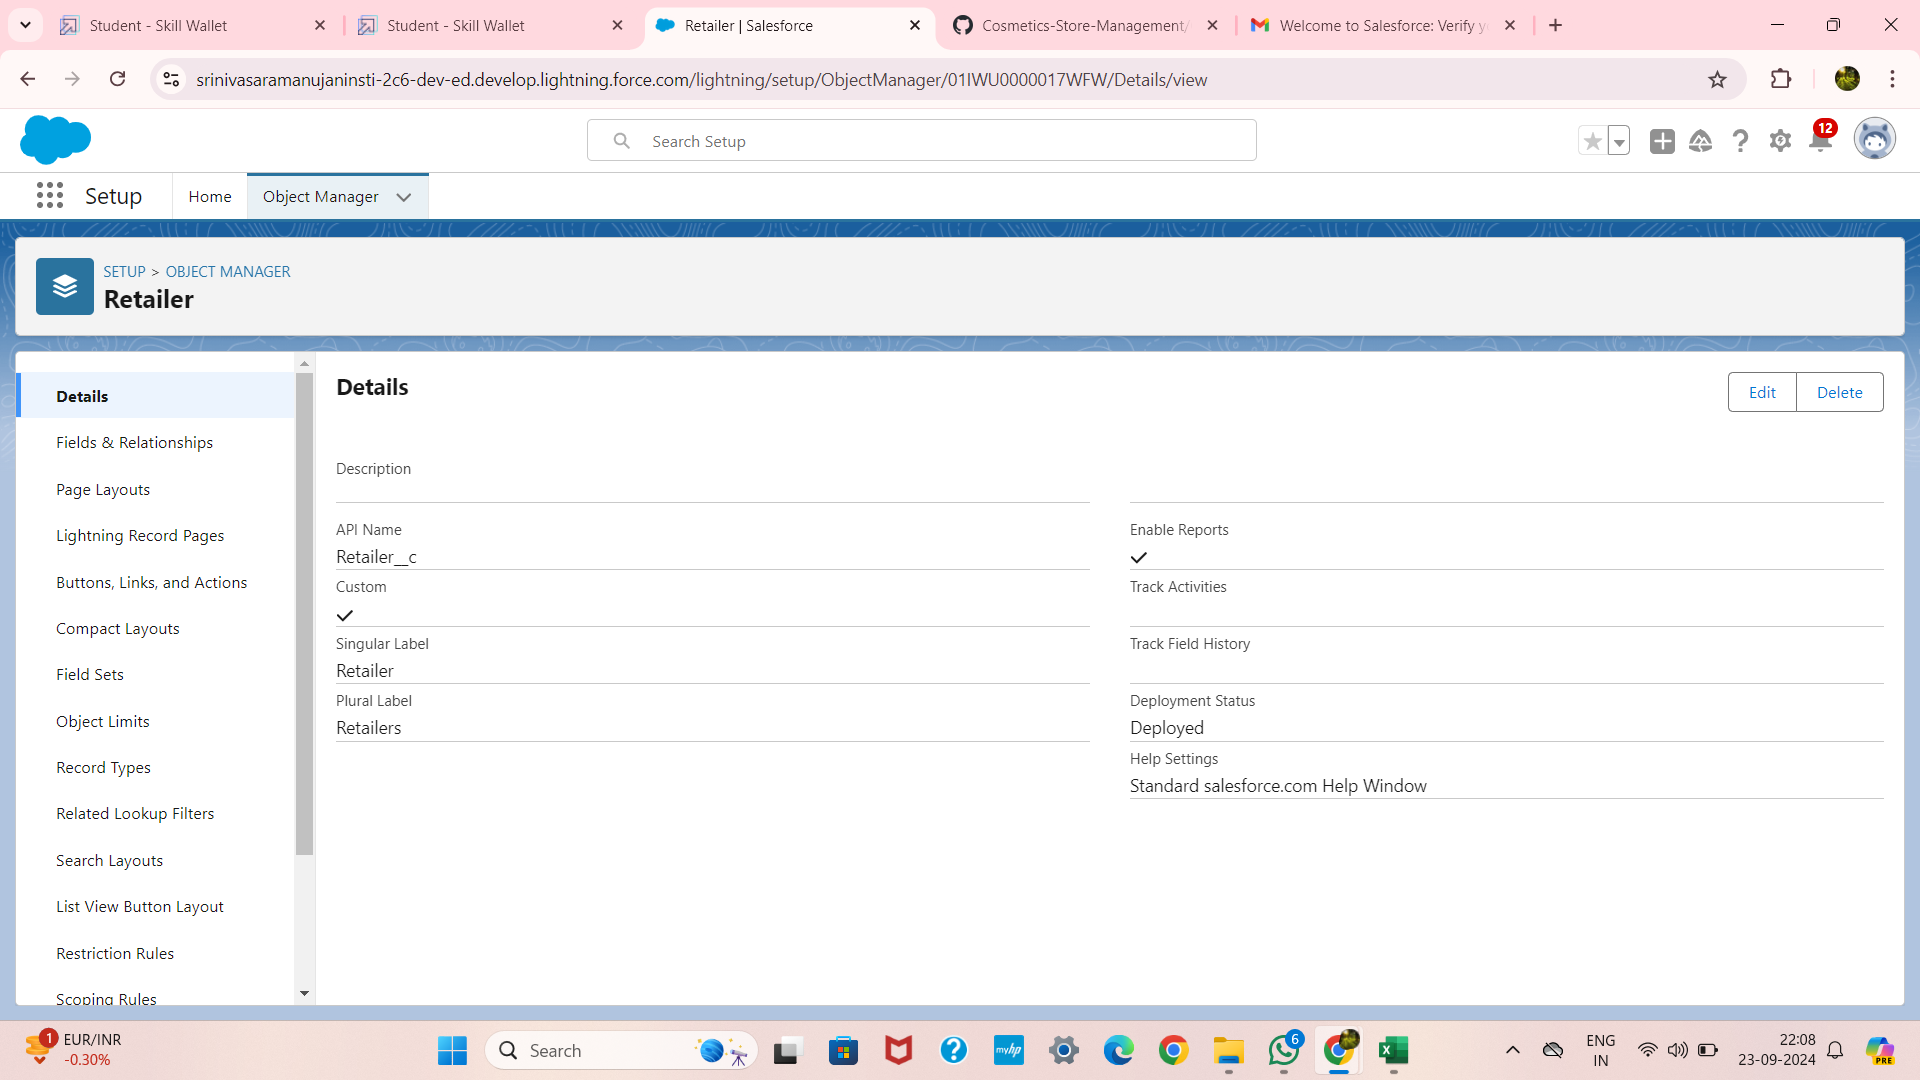 Student - Skill Wallet
Student - Skill Wallet
Retailer | Salesforce
Cosmetics-Store-Management/
Welcome to Salesforce: Verify y
srinivasaramanujaninsti-2c6-dev-ed.develop.lightning.force.com/lightning/setup/ObjectManager/01IWU0000017WFW/Details/view
Search Setup
12
Setup
Home
Object Manager
SETUP > OBJECT MANAGER
Retailer
Details
Fields & Relationships
Page Layouts
Lightning Record Pages
Buttons, Links, and Actions
Compact Layouts
Field Sets
Object Limits
Record Types
Related Lookup Filters
Search Layouts
List View Button Layout
Restriction Rules
Scoping Rules
Details
Edit
Delete
Description
API Name
Retailer__c
Custom
Singular Label
Retailer
Plural Label
Retailers
Enable Reports
Track Activities
Track Field History
Deployment Status
Deployed
Help Settings
Standard salesforce.com Help Window
1
EUR/INR
-0.30%
Search
myhp
6
ENG
IN
22:08
23-09-2024
PRE